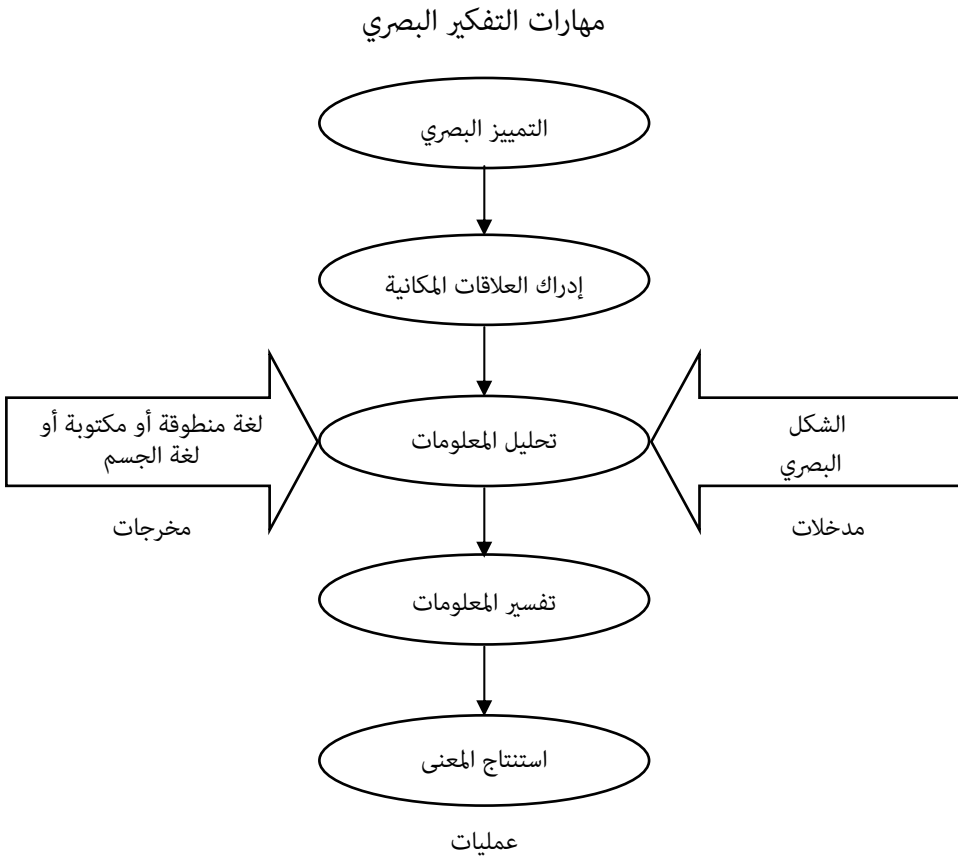 مهارات التفكير البصري
التمييز البصري
إدراك العلاقات المكانية
الشكل
البصري
مدخلات
تحليل المعلومات
لغة منطوقة أو مكتوبة أو
لغة الجسم
مخرجات
تفسير المعلومات
استنتاج المعنى
عمليات